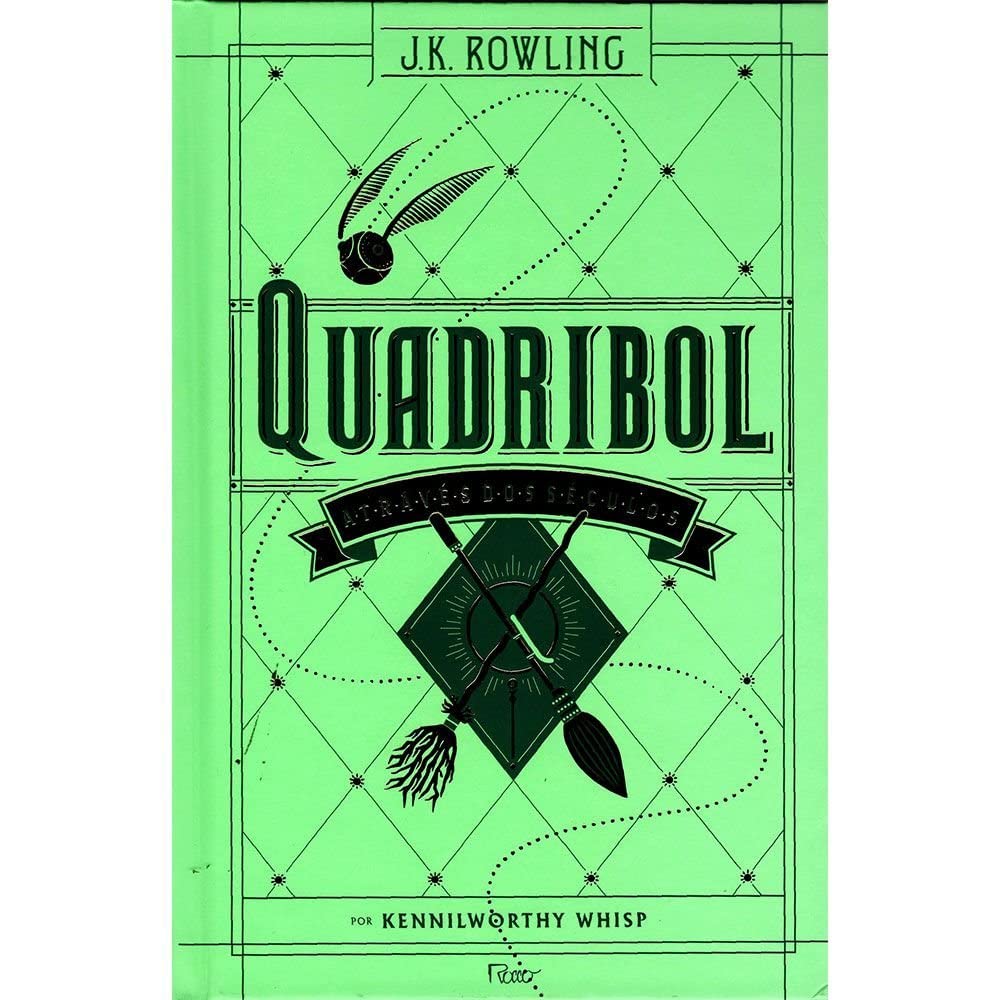 J.K. ROWLING
QUADRIBOL
ATRAVÉS DOS SÉCULOS
POR KENNILWORTHY WHISP
Rocco